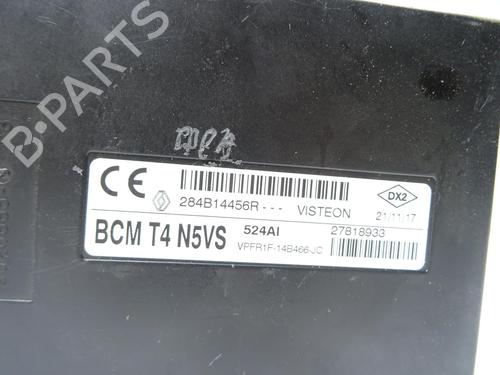 CE
284B14456R--- VISTEON
DX2
21/11/17
BCM T4 N5VS
524AI
27818933
VPFR1F-14B466-JC
B-PARTS